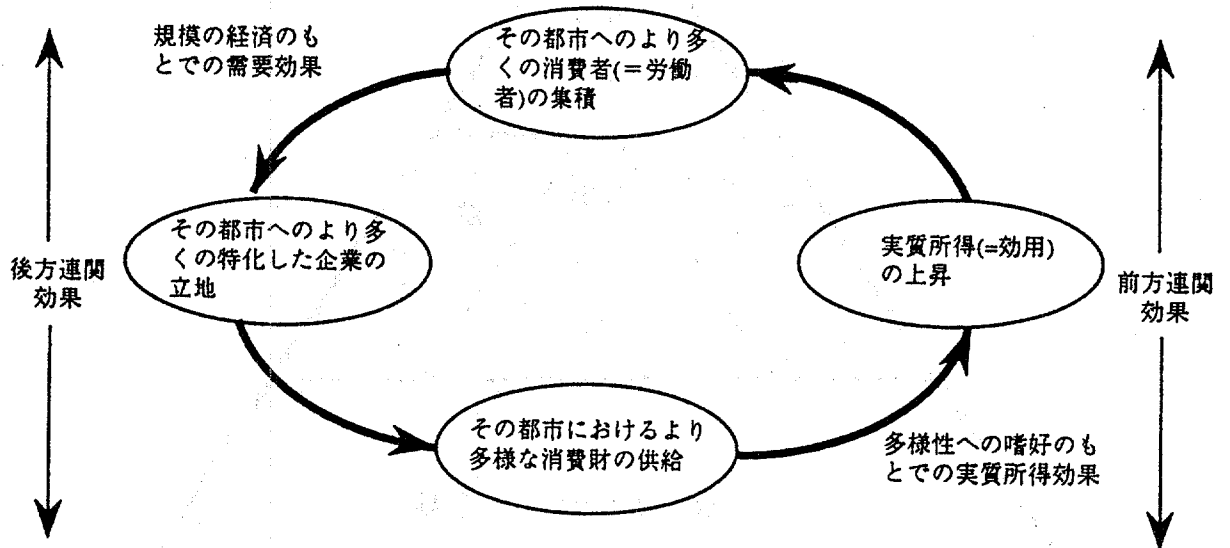 規模の経済のも
とでの需要効果
その都市へのより多
くの消費者(=労働
者)の集積
その都市へのより多
くの特化した企業の
立地
実質所得(=効用)
の上昇
後方連関
効果
前方連関
効果
その都市におけるより
多様な消費財の供給
多様性への嗜好のも
とでの実質所得効果